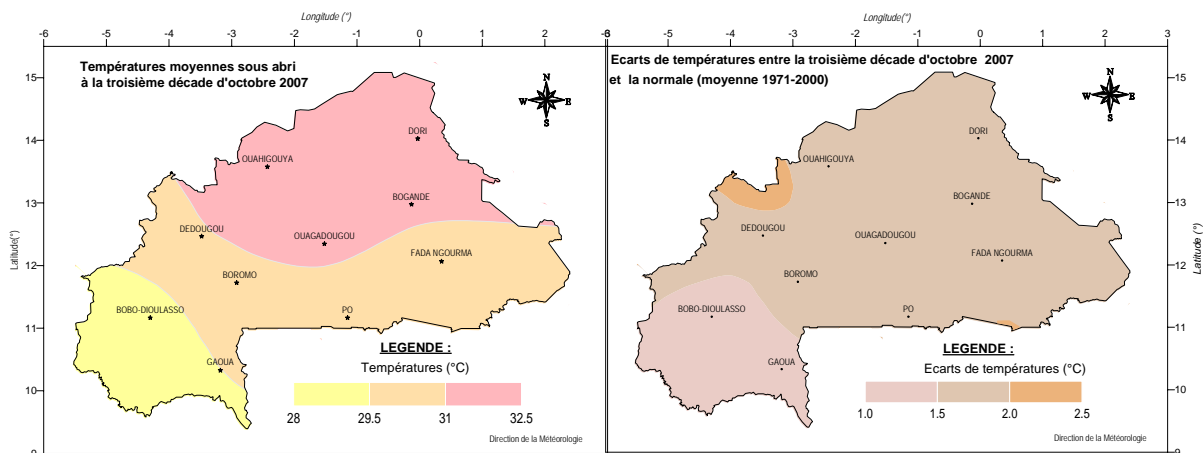 Longitude (°)
-6 -5 -4 -3 -2 -1 0 1 2
Températures moyennes sous abri
à la troisième décade d'octobre 2007
N
W E
S
15
14
13
12
11
10
9
Latitude(°)
DORI
OUAHIGOUYA
BOGANDE
DEDOUGOU
OUAGADOUGOU
FADA NGOURMA
BOROMO
BOBO-DIOULASSO
PO
GAOUA
LEGENDE :
Températures (°C)
28 29.5 31 32.5
Direction de la Météorologie
Longitude(°)
-5 -4 -3 -2 -1 0 1 2 3
Ecarts de températures entre la troisième décade d'octobre 2007
et la normale (moyenne 1971-2000)
N
W E
S
15
14
13
12
11
10
9
Latitude (°)
DORI
OUAHIGOUYA
BOGANDE
DEDOUGOU
OUAGADOUGOU
FADA NGOURMA
BOROMO
BOBO-DIOULASSO
PO
GAOUA
LEGENDE :
Ecarts de températures (°C)
1.0 1.5 2.0 2.5
Direction de la Météorologie